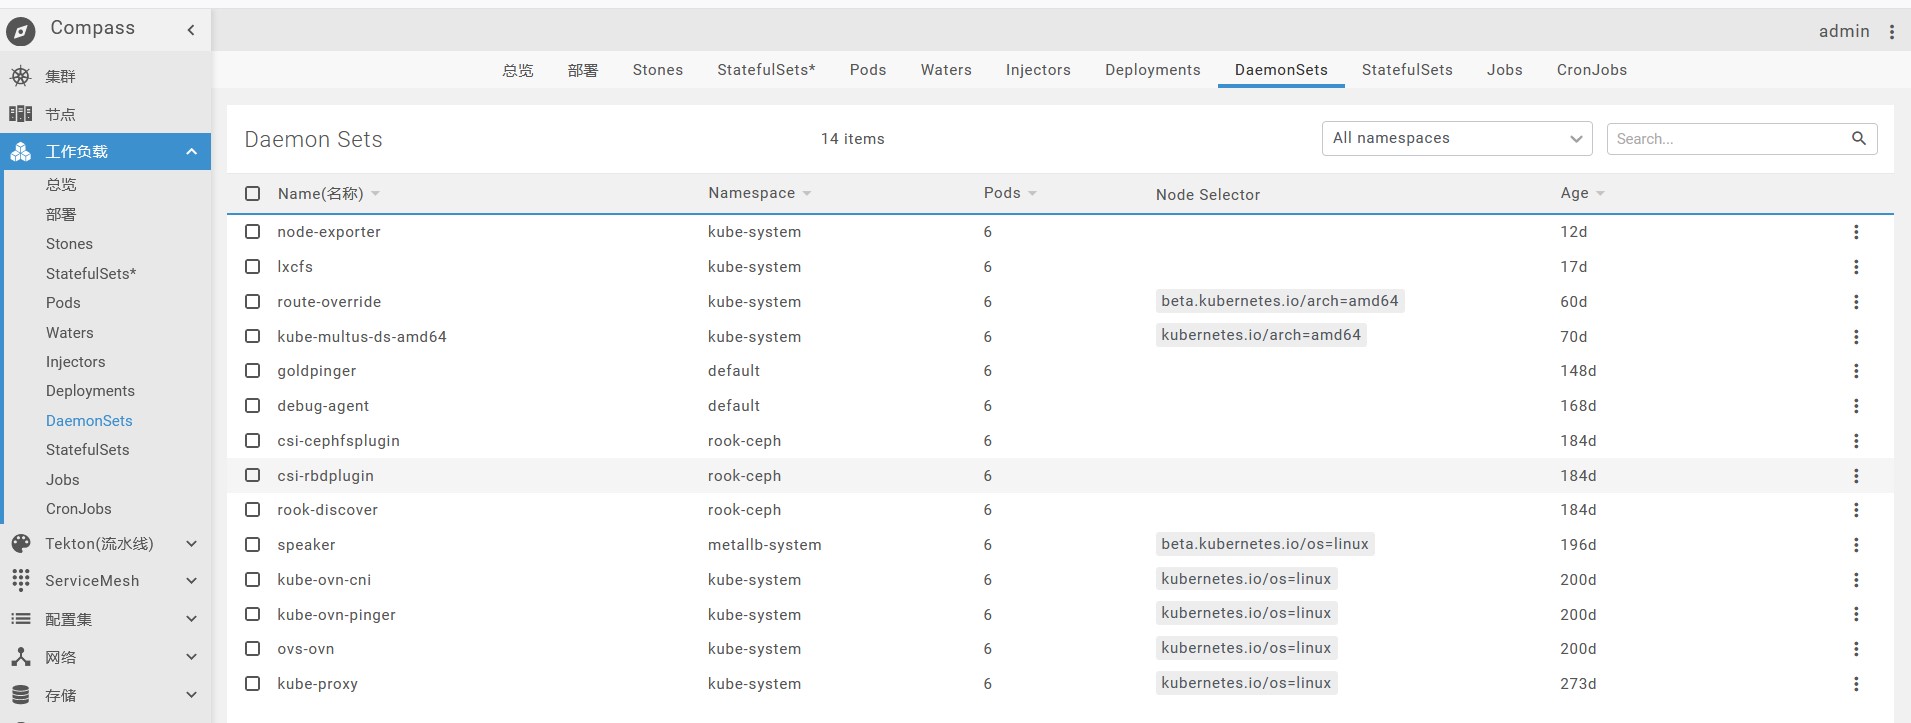 Compass
admin
集群
节点
工作负载
总览
部署
Stones
StatefulSets*
Pods
Waters
Injectors
Deployments
DaemonSets
StatefulSets
Jobs
CronJobs
Tekton(流水线)
ServiceMesh
配置集
网络
存储
总览 部署 Stones StatefulSets* Pods Waters Injectors Deployments DaemonSets StatefulSets Jobs CronJobs
Daemon Sets 14 items All namespaces Search...
Name(名称) Namespace Pods Node Selector Age
node-exporter kube-system 6 12d
lxcfs kube-system 6 17d
route-override kube-system 6 beta.kubernetes.io/arch=amd64 60d
kube-multus-ds-amd64 kube-system 6 kubernetes.io/arch=amd64 70d
goldpinger default 6 148d
debug-agent default 6 168d
csi-cephfsplugin rook-ceph 6 184d
csi-rbdplugin rook-ceph 6 184d
rook-discover rook-ceph 6 184d
speaker metallb-system 6 beta.kubernetes.io/os=linux 196d
kube-ovn-cni kube-system 6 kubernetes.io/os=linux 200d
kube-ovn-pinger kube-system 6 kubernetes.io/os=linux 200d
ovs-ovn kube-system 6 kubernetes.io/os=linux 200d
kube-proxy kube-system 6 kubernetes.io/os=linux 273d